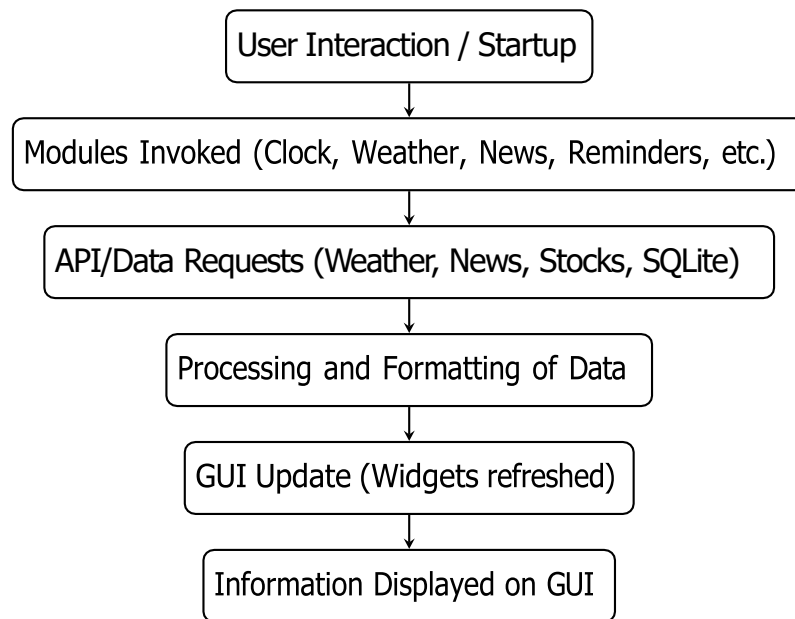 User Interaction / Startup
Modules Invoked (Clock, Weather, News, Reminders, etc.)
API/Data Requests (Weather, News, Stocks, SQLite)
Processing and Formatting of Data
GUI Update (Widgets refreshed)
Information Displayed on GUI